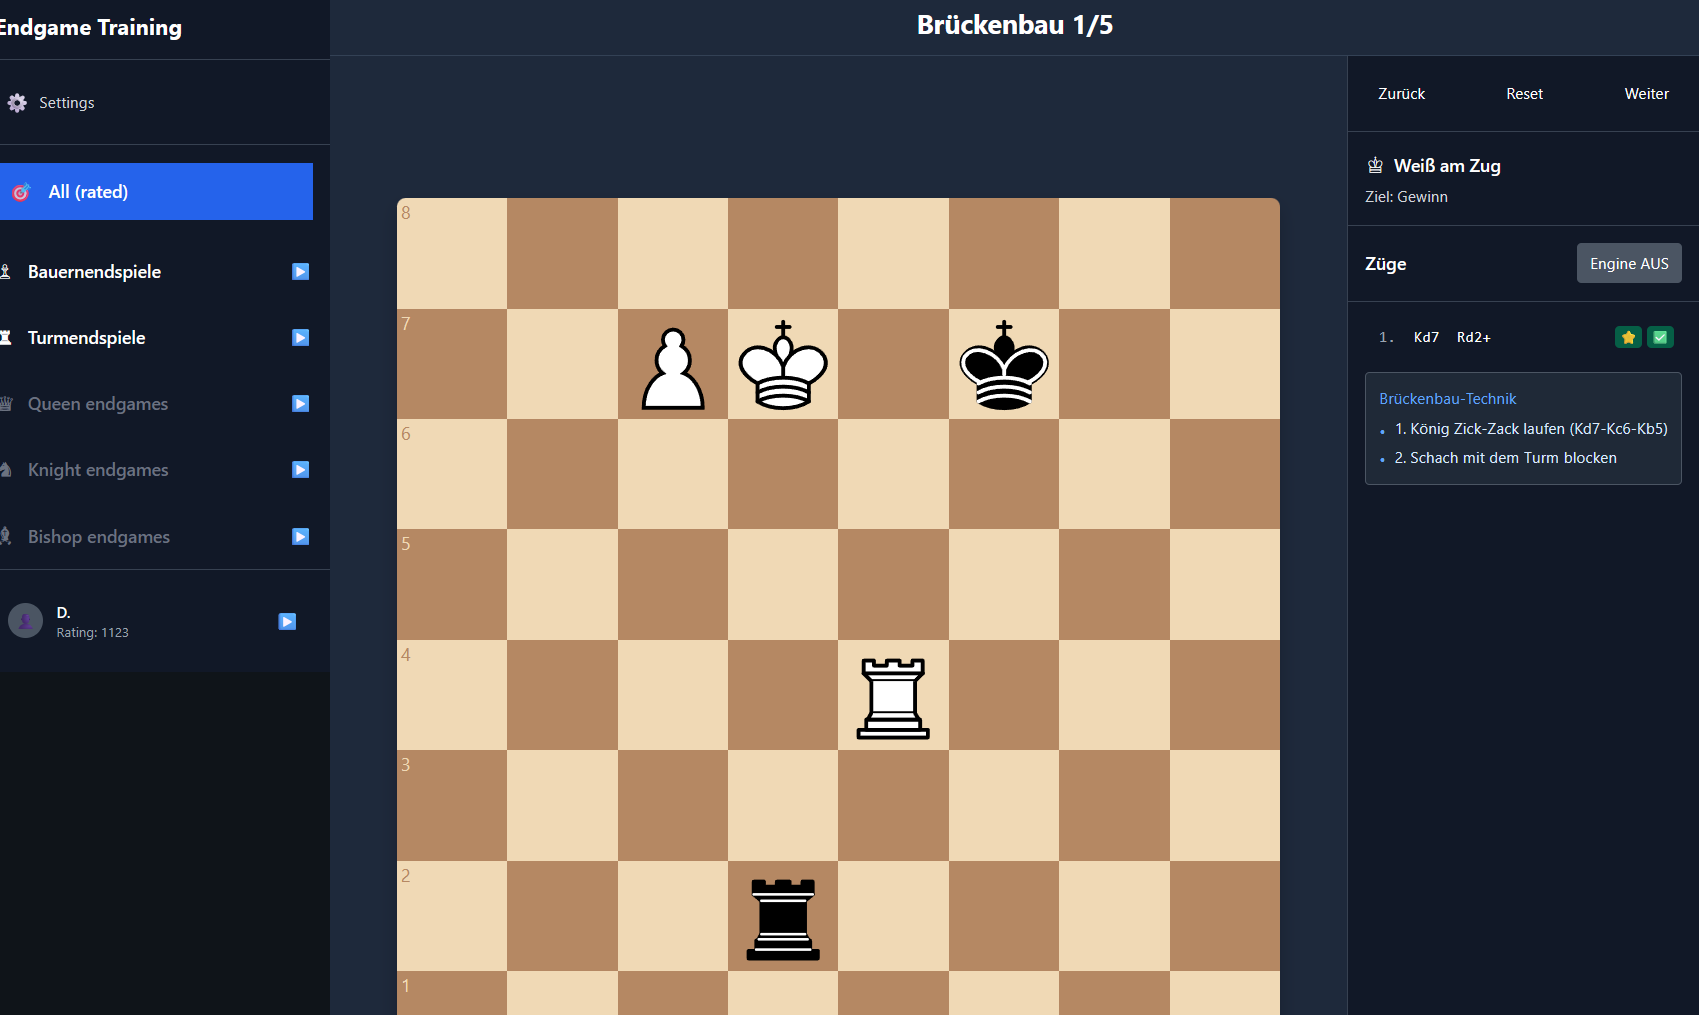 Endgame Training
Settings
All (rated)
Bauernendspiele
Turmendspiele
Queen endgames
Knight endgames
Bishop endgames
D.
Rating: 1123
Brückenbau 1/5
8
7
6
5
4
3
2
1
Zurück Reset Weiter
Weiß am Zug
Ziel: Gewinn
Züge Engine AUS
1. Kd7 Rd2+
Brückenbau-Technik
• 1. König Zick-Zack laufen (Kd7-Kc6-Kb5)
• 2. Schach mit dem Turm blocken